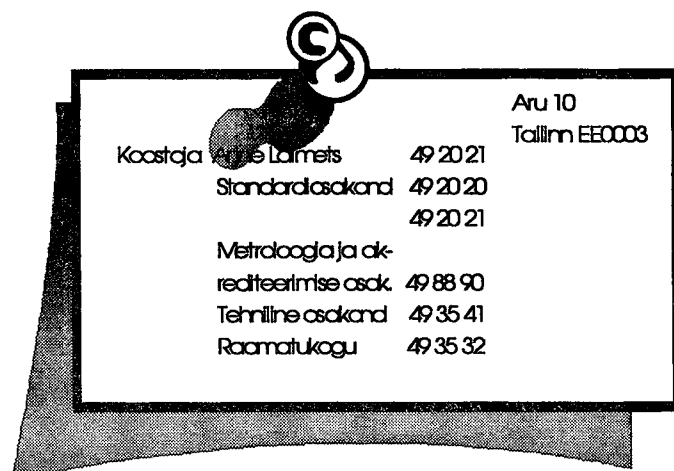 Aru 10
Tallinn EE0003
Koostaja Anne Laimets 49 20 21
Standardiosakond 49 20 20
49 20 21
Metroloogia ja ak-
rediteerimise osak. 49 88 90
Tehniline osakond 49 35 41
Raamatukogu 49 35 32